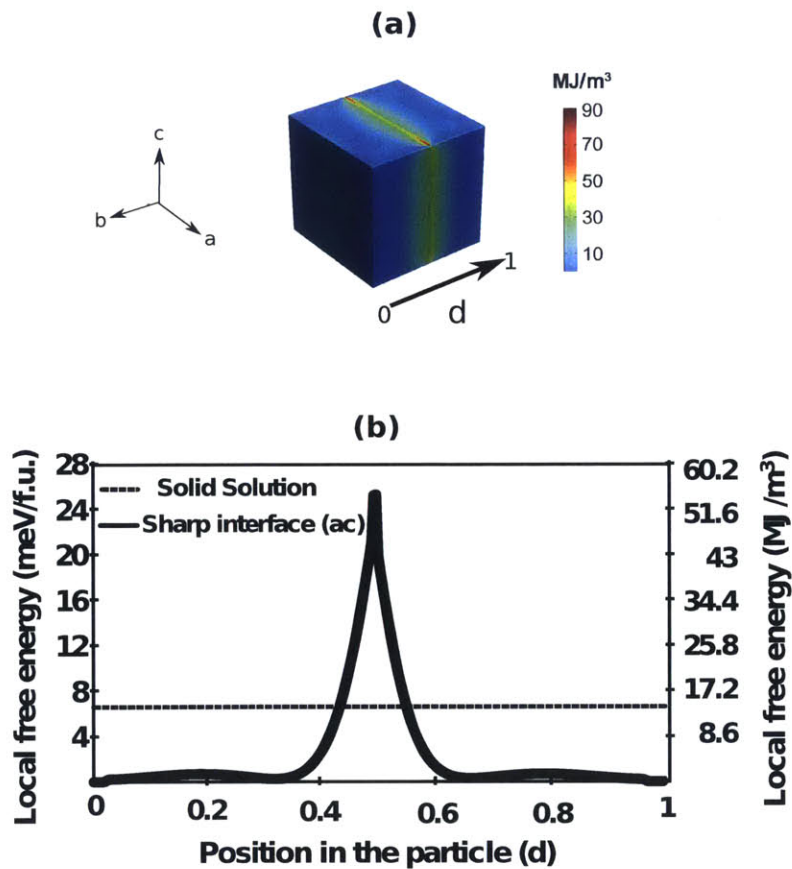 (a)
MJ/m³
90
70
50
30
10
c
b
a
0
1
d
(b)
Local free energy (meV/f.u.)
28
24
20
16
12
8
4
Solid Solution
Sharp interface (ac)
60.2
51.6
43
34.4
25.8
17.2
8.6
Local free energy (MJ /m³)
0 0.2 0.4 0.6 0.8 1
Position in the particle (d)